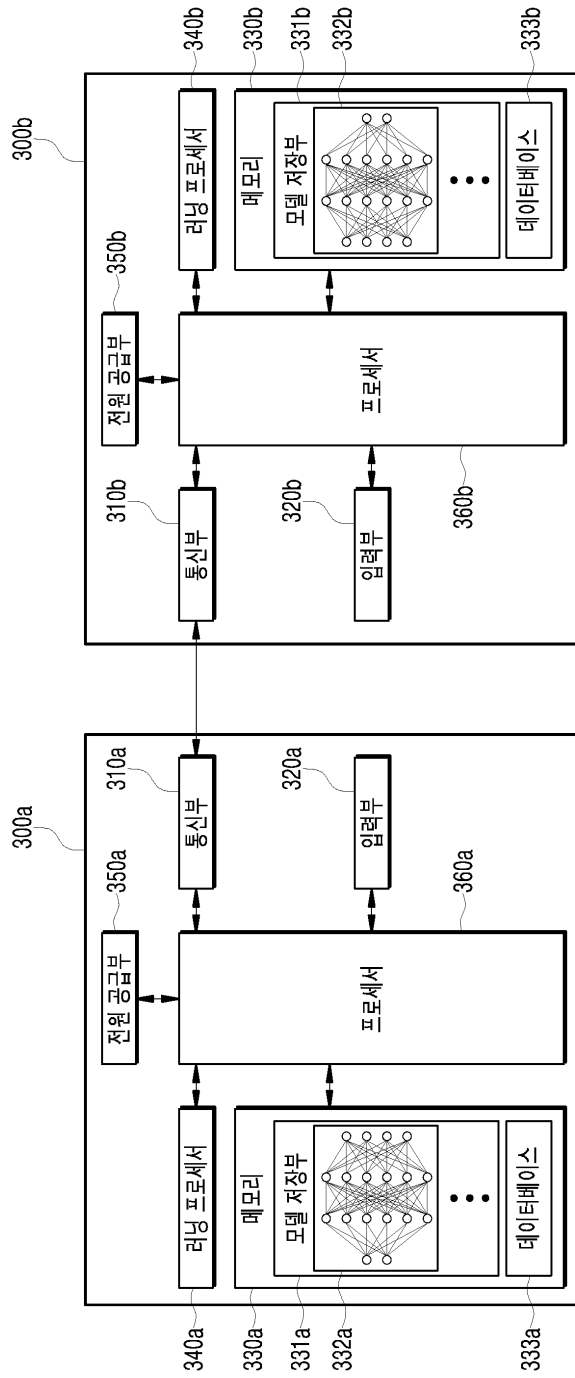 300a
350a
전원 공급부
340a
러닝 프로세서
310a
통신부
330a
메모리
331a
모델 저장부
332a
프로세서
320a
입력부
333a
데이터베이스
360a
300b
350b
전원 공급부
310b
통신부
340b
러닝 프로세서
330b
메모리
331b
모델 저장부
332b
320b
입력부
프로세서
360b
333b
데이터베이스